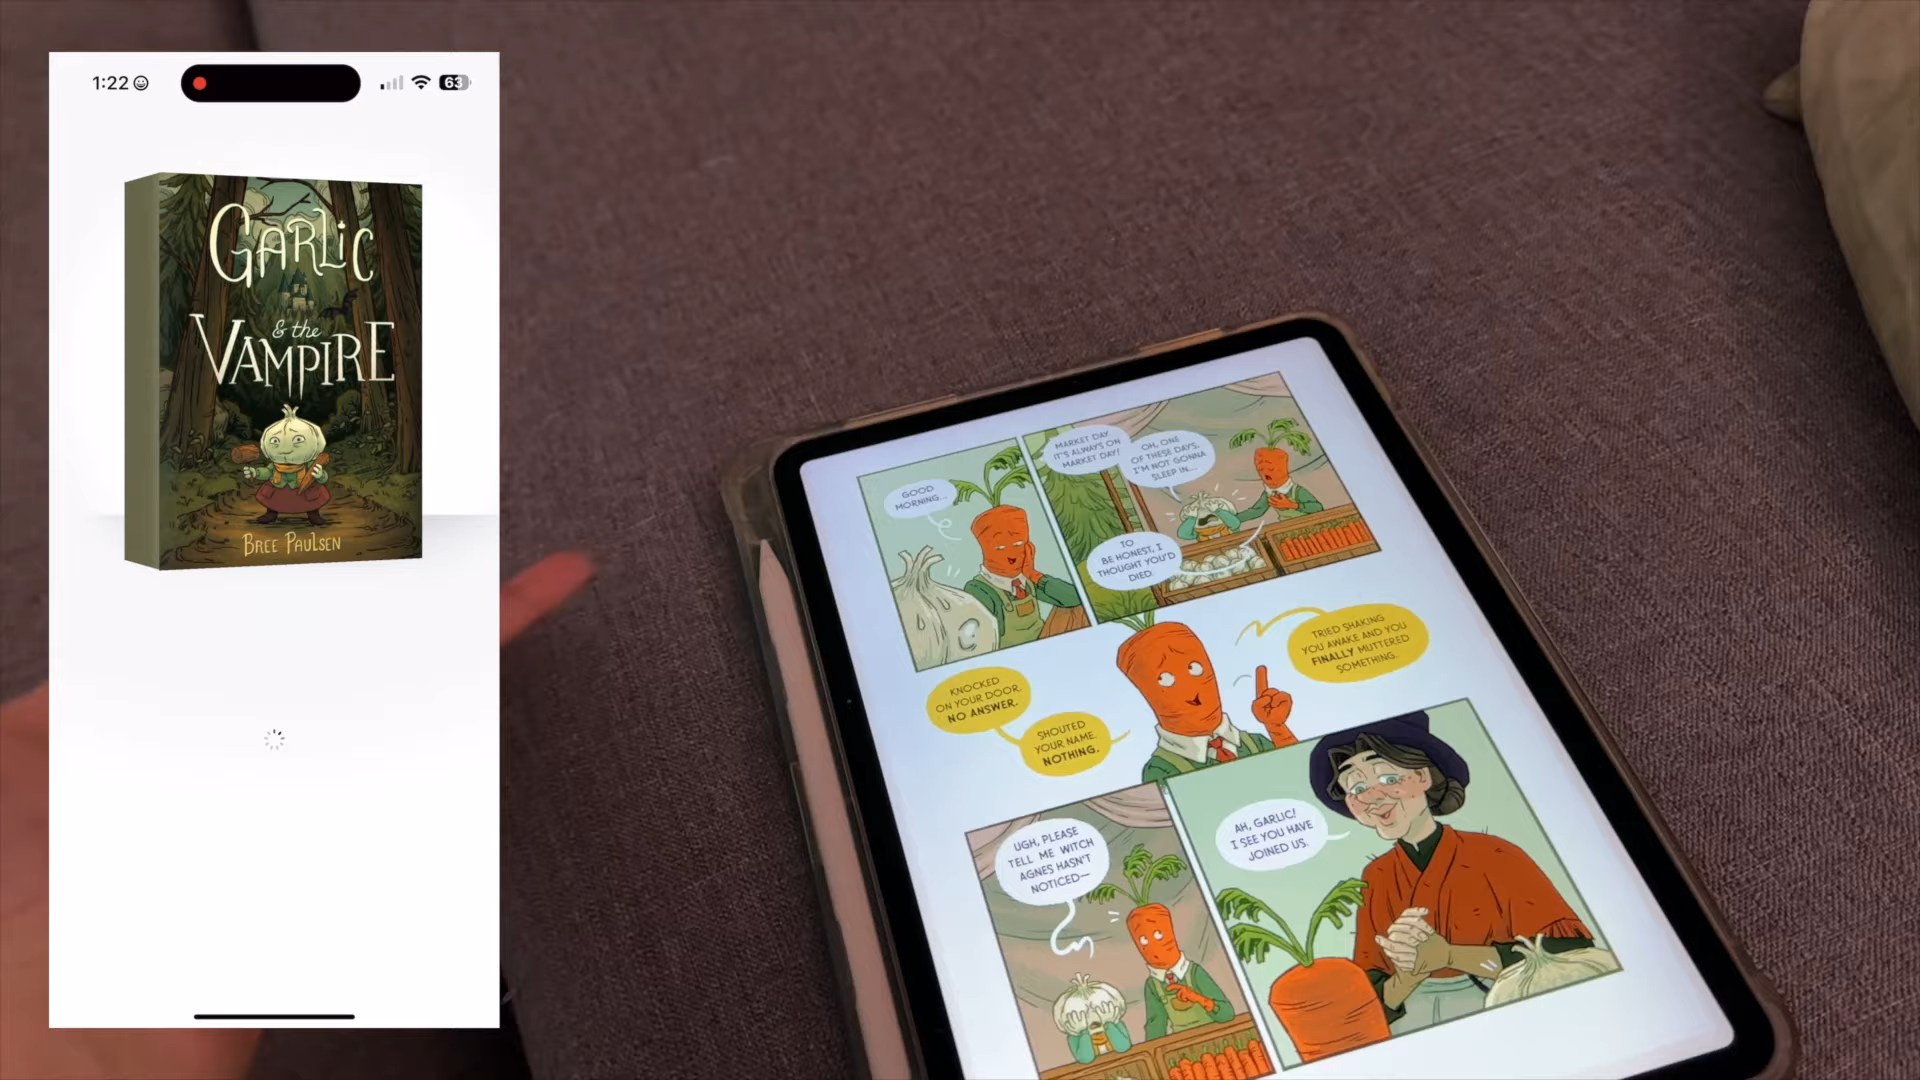 1:22
63
GARLIC
& the
VAMPIRE
BREE PAULSEN
GOOD
MORNING...
MARKET DAY
IT'S ALWAYS ON
MARKET DAY!
OH, ONE
OF THESE DAYS,
I'M NOT GONNA
SLEEP IN...
TO
BE HONEST, I
THOUGHT YOU'D
DIED.
KNOCKED
ON YOUR DOOR.
NO ANSWER.
SHOUTED
YOUR NAME.
NOTHING.
TRIED SHAKING
YOU AWAKE AND YOU
FINALLY MUTTERED
SOMETHING.
UGH, PLEASE
TELL ME WITCH
AGNES HASN'T
NOTICED—
AH, GARLIC!
I SEE YOU HAVE
JOINED US.